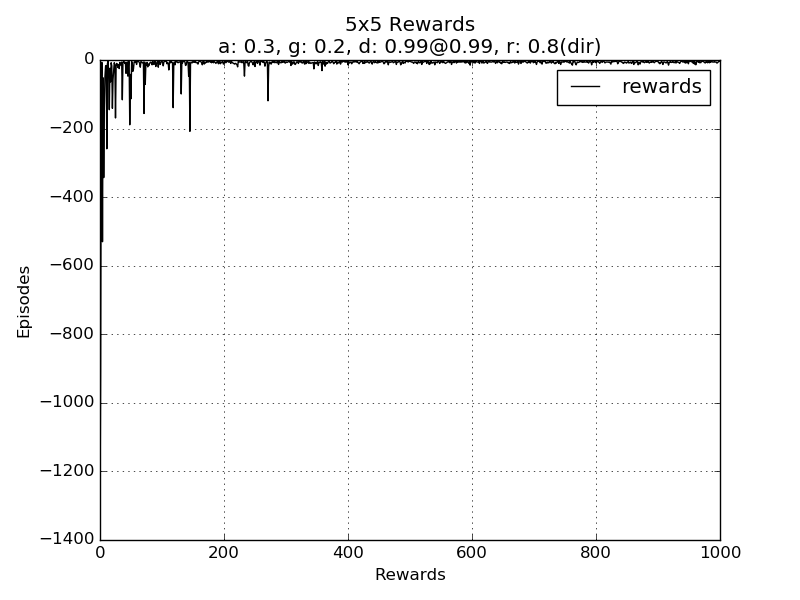 5x5 Rewards
a: 0.3, g: 0.2, d: 0.99@0.99, r: 0.8(dir)
0
rewards
−200
−400
−600
−800
−1000
−1200
−1400
Episodes
0 200 400 600 800 1000
Rewards